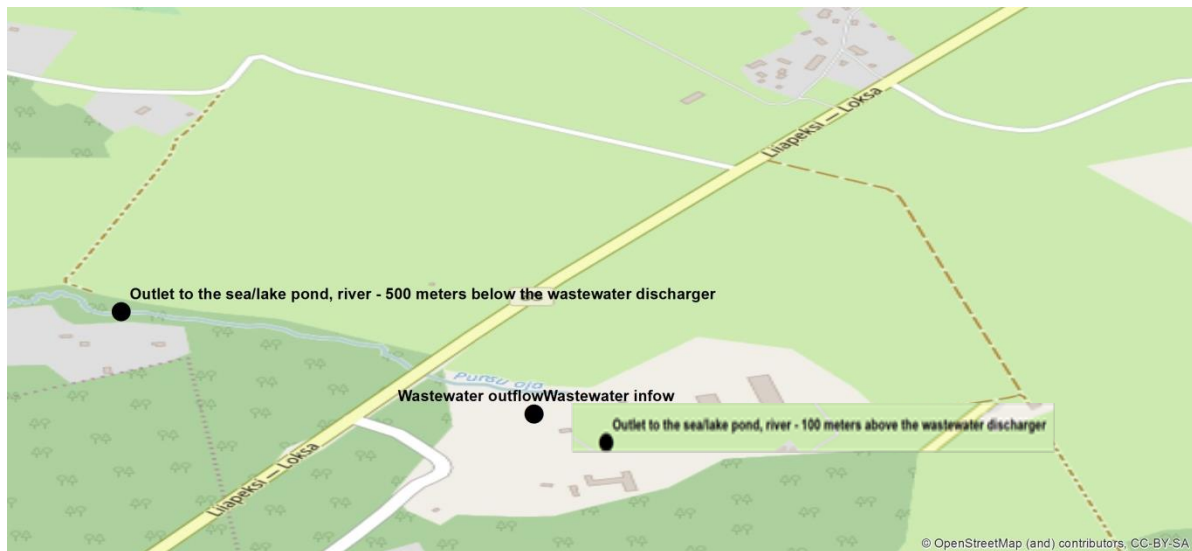 Liiapeksi — Loksa
Outlet to the sea/lake pond, river - 500 meters below the wastewater discharger
Purgu oja
Wastewater outflowWastewater infow
Outlet to the sea/lake pond, river - 100 meters above the wastewater discharger
Liiapeksi — Loksa
© OpenStreetMap (and) contributors, CC-BY-SA